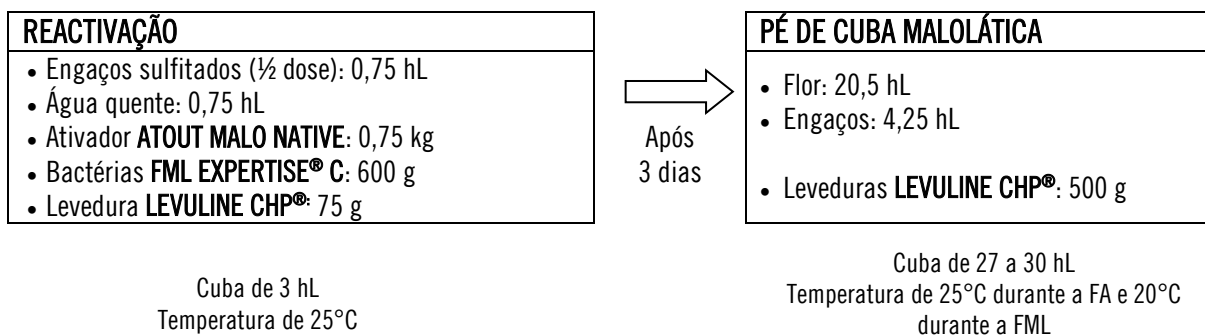 REACTIVAÇÃO
• Engaços sulfitados (½ dose): 0,75 hL
• Água quente: 0,75 hL
• Ativador ATOUT MALO NATIVE: 0,75 kg
• Bactérias FML EXPERTISE® C: 600 g
• Levedura LEVULINE CHP®: 75 g
Cuba de 3 hL
Temperatura de 25°C
Após
3 dias
PÉ DE CUBA MALOLÁTICA
• Flor: 20,5 hL
• Engaços: 4,25 hL
• Leveduras LEVULINE CHP®: 500 g
Cuba de 27 a 30 hL
Temperatura de 25°C durante a FA e 20°C
durante a FML